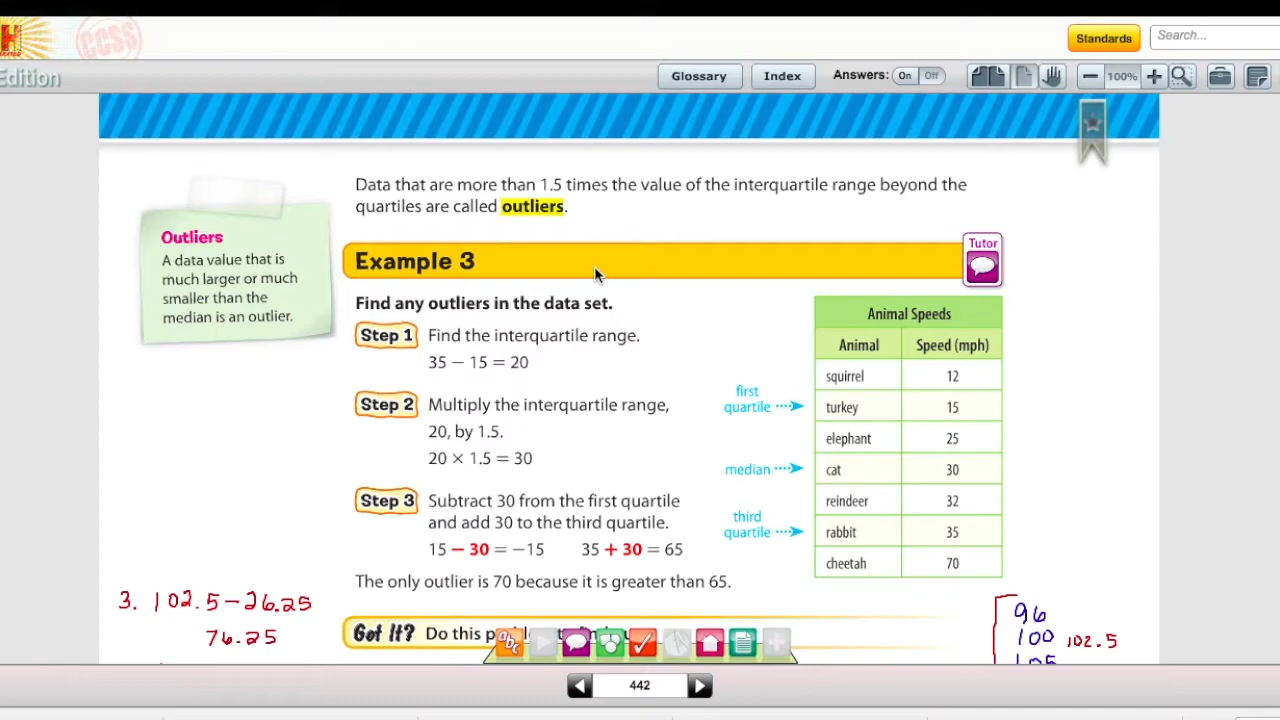 H
CCSS
Standards
Search...
Edition
Glossary
Index
Answers: On Off
100%
Data that are more than 1.5 times the value of the interquartile range beyond the
quartiles are called outliers.
Outliers
A data value that is
much larger or much
smaller than the
median is an outlier.
Example 3
Tutor
Find any outliers in the data set.
Step 1 Find the interquartile range.
35 − 15 = 20
Step 2 Multiply the interquartile range,
20, by 1.5.
20 × 1.5 = 30
Step 3 Subtract 30 from the first quartile
and add 30 to the third quartile.
15 − 30 = −15 35 + 30 = 65
The only outlier is 70 because it is greater than 65.
Animal Speeds
Animal Speed (mph)
squirrel 12
first
quartile turkey 15
elephant 25
median cat 30
reindeer 32
third
quartile rabbit 35
cheetah 70
3. 102.5−26.25
76.25
96
100 102.5
105
Got It? Do this
abc
442